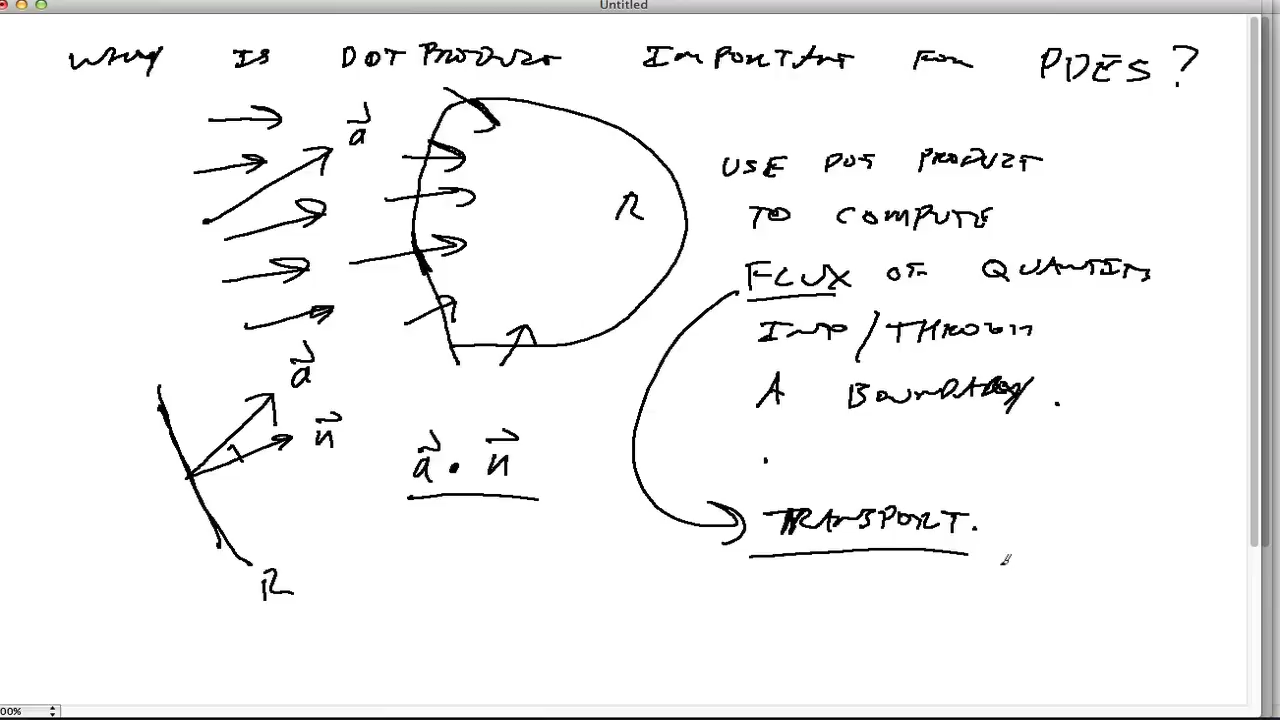 Untitled
WHY IS DOT PRODUCT IMPORTANT FOR PDES?
a
R
USE DOT PRODUCT
TO COMPUTE
FLUX OF QUANTITY
INTO/THROUGH
A BOUNDARY.
a
n
a · n
TRANSPORT.
R
00%